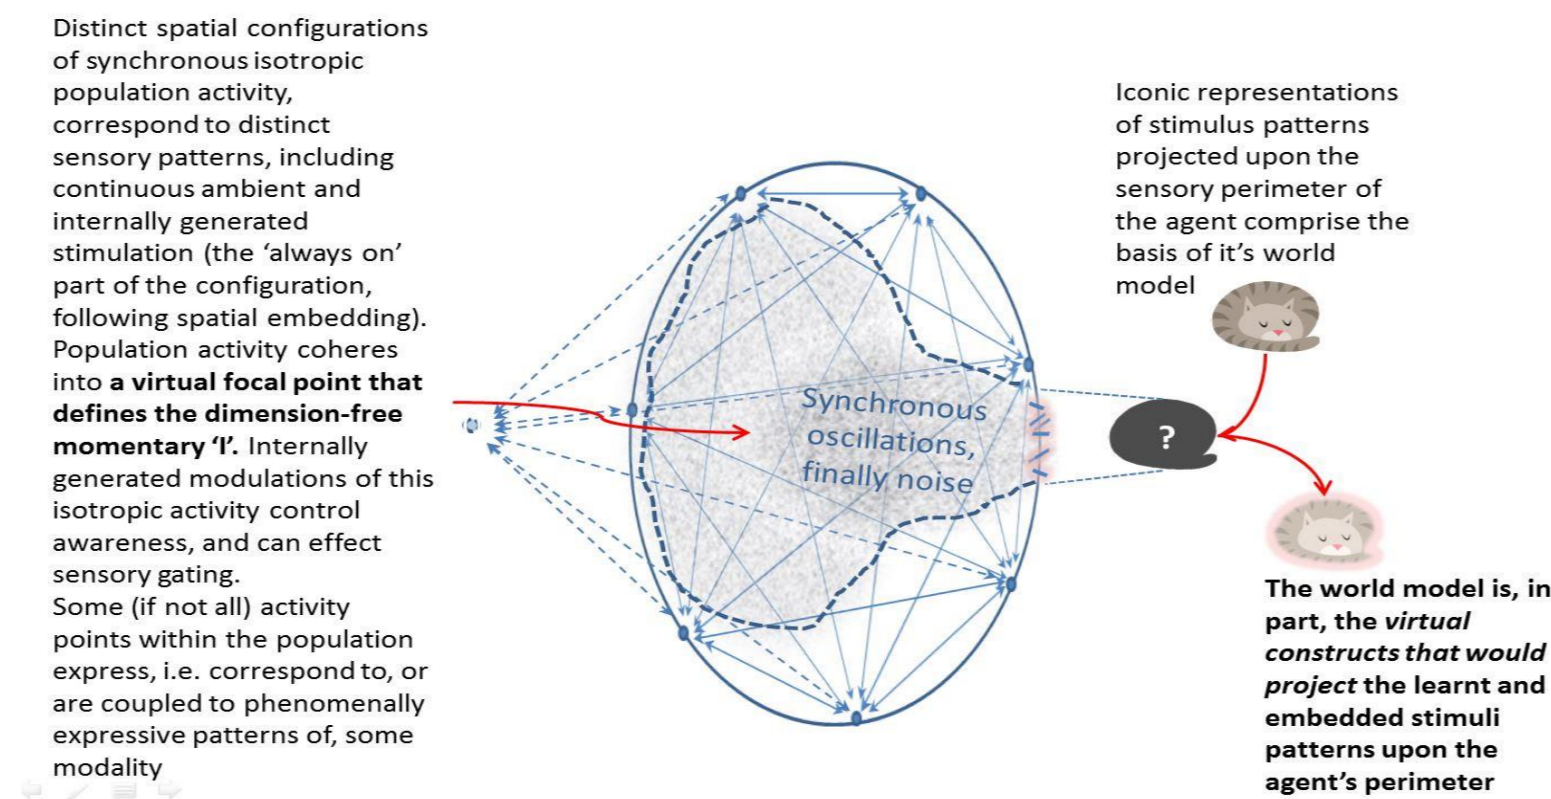 Distinct spatial configurations
of synchronous isotropic
population activity,
correspond to distinct
sensory patterns, including
continuous ambient and
internally generated
stimulation (the ‘always on’
part of the configuration,
following spatial embedding).
Population activity coheres
into a virtual focal point that
defines the dimension-free
momentary ‘I’. Internally
generated modulations of this
isotropic activity control
awareness, and can effect
sensory gating.
Some (if not all) activity
points within the population
express, i.e. correspond to, or
are coupled to phenomenally
expressive patterns of, some
modality
Synchronous
oscillations,
finally noise
Iconic representations
of stimulus patterns
projected upon the
sensory perimeter of
the agent comprise the
basis of it’s world
model
?
The world model is, in
part, the virtual
constructs that would
project the learnt and
embedded stimuli
patterns upon the
agent’s perimeter